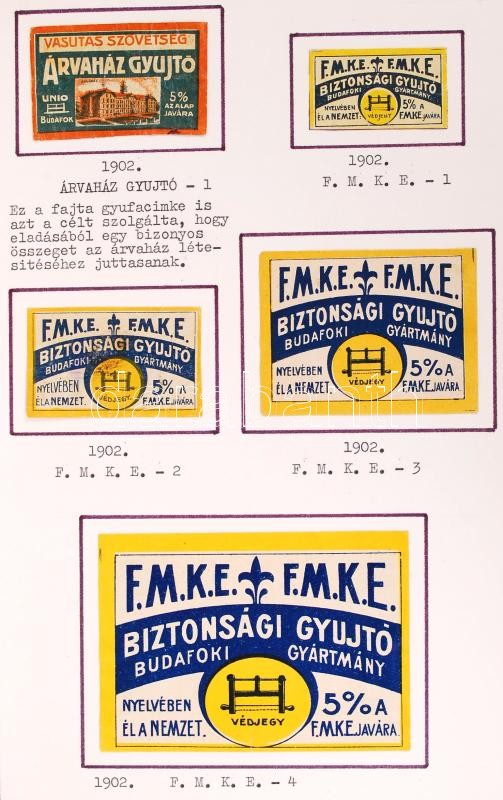 VASUTAS SZÖVETSÉG
ÁRVAHÁZ GYUJTÓ
UNIO
BUDAFOK
5%
AZ ALAP
JAVÁRA
1902.
ÁRVAHÁZ GYUJTÓ - 1
Ez a fajta gyufacimke is
azt a célt szolgálta, hogy
eladásából egy bizonyos
összeget az árvaház léte-
sitéséhez juttasanak.
F.M.K.E. F.M.K.E.
BIZTONSÁGI GYUJTÓ
BUDAFOKI GYÁRTMÁNY
NYELVÉBEN 5% A
ÉL A NEMZET. VÉDJEGY F.M.K.E. JAVÁRA.
1902.
F. M. K. E. - 1
F.M.K.E. F.M.K.E.
BIZTONSÁGI GYUJTÓ
BUDAFOKI GYÁRTMÁNY
NYELVÉBEN 5% A
ÉL A NEMZET. VÉDJEGY. F.M.K.E. JAVÁRA.
1902.
F. M. K. E. - 2
F.M.K.E. F.M.K.E.
BIZTONSÁGI GYUJTÓ
BUDAFOKI GYÁRTMÁNY
NYELVÉBEN 5% A
ÉL A NEMZET. VÉDJEGY F.M.K.E. JAVÁRA.
1902.
F. M. K. E. - 3
F.M.K.E. F.M.K.E.
BIZTONSÁGI GYUJTÓ
BUDAFOKI GYÁRTMÁNY
NYELVÉBEN 5% A
ÉL A NEMZET. VÉDJEGY F.M.K.E. JAVÁRA.
1902. F. M. K. E. - 4